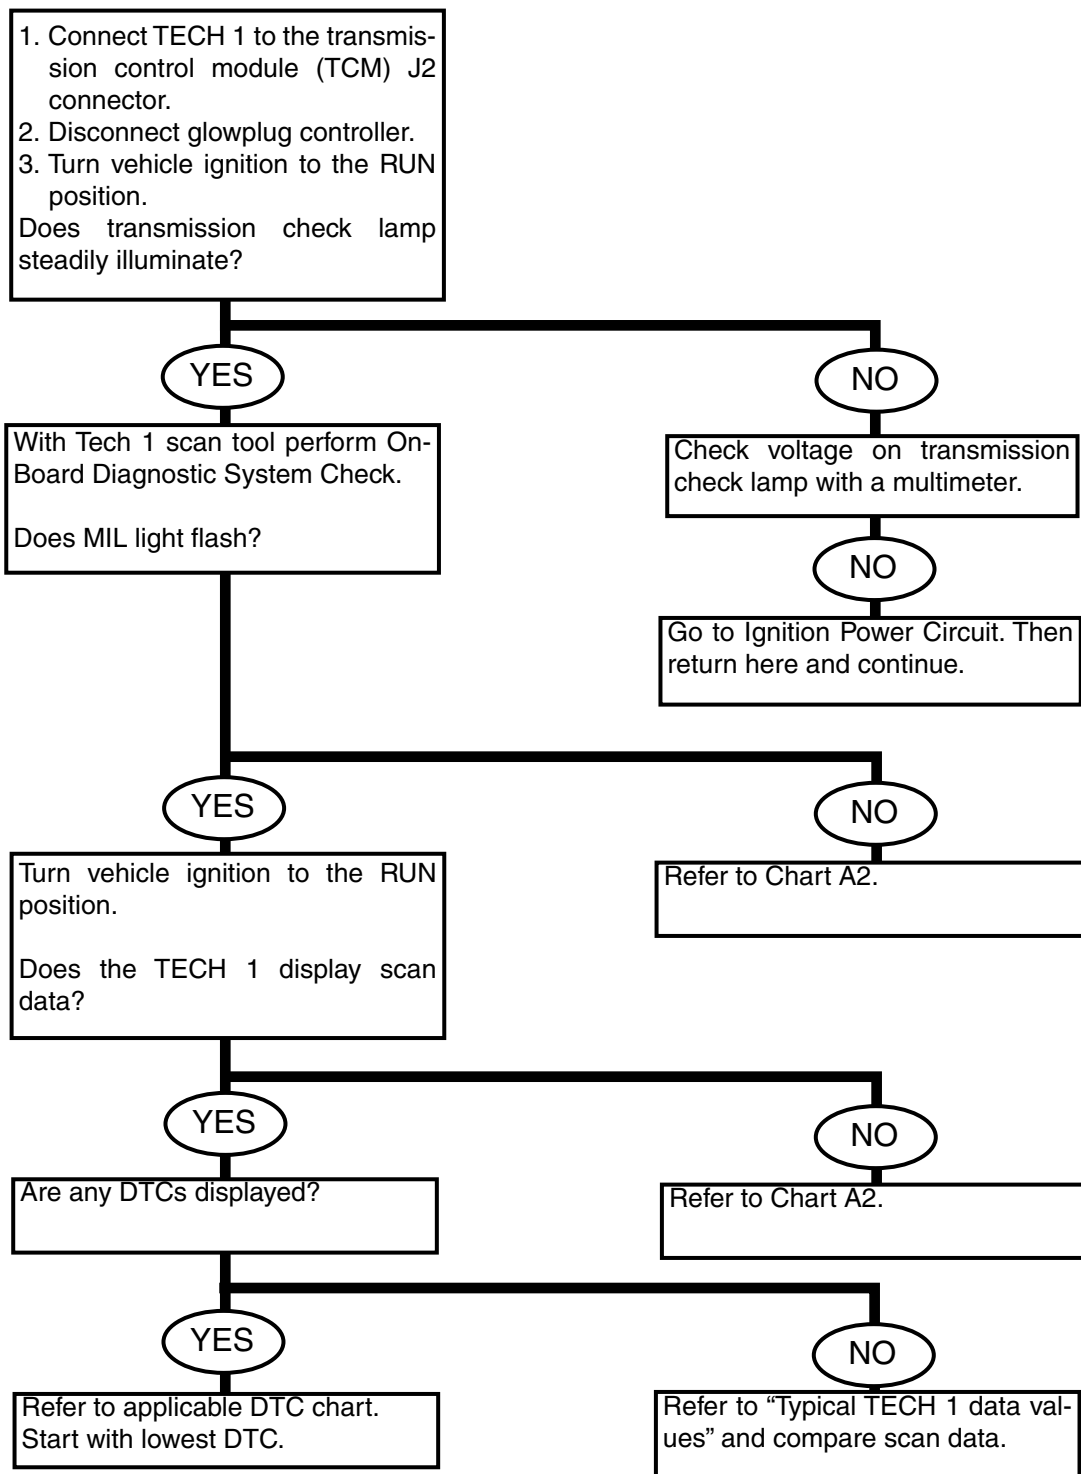 1. Connect TECH 1 to the transmis-
sion control module (TCM) J2
connector.
2. Disconnect glowplug controller.
3. Turn vehicle ignition to the RUN
position.
Does transmission check lamp
steadily illuminate?
YES
NO
With Tech 1 scan tool perform On-
Board Diagnostic System Check.
Does MIL light flash?
Check voltage on transmission
check lamp with a multimeter.
NO
Go to Ignition Power Circuit. Then
return here and continue.
YES
NO
Turn vehicle ignition to the RUN
position.
Does the TECH 1 display scan
data?
Refer to Chart A2.
YES
NO
Are any DTCs displayed?
Refer to Chart A2.
YES
NO
Refer to applicable DTC chart.
Start with lowest DTC.
Refer to “Typical TECH 1 data val-
ues” and compare scan data.